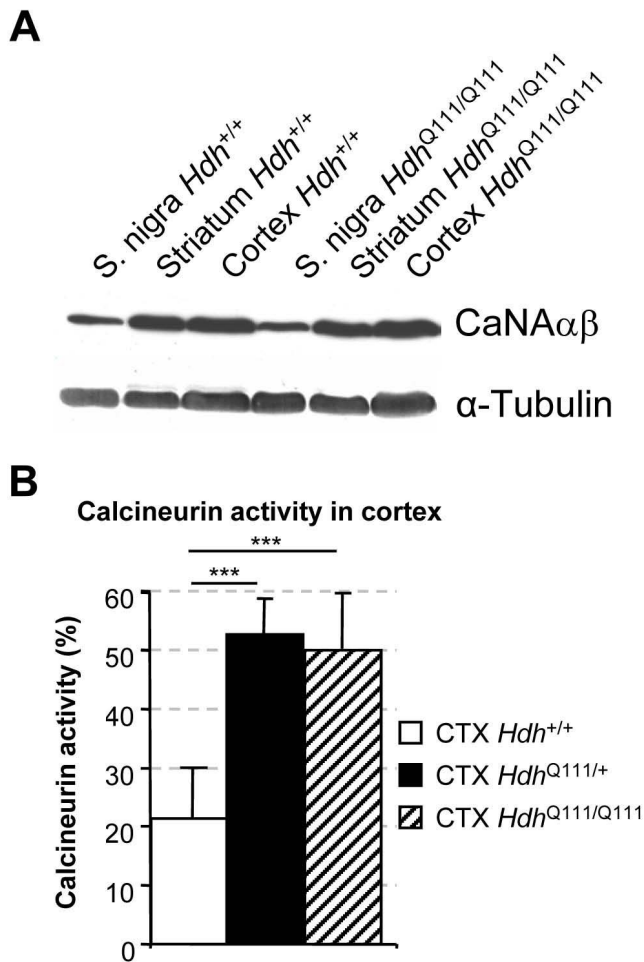 A
S. nigra Hdh+/+
Striatum Hdh+/+
Cortex Hdh+/+
S. nigra HdhQ111/Q111
Striatum HdhQ111/Q111
Cortex HdhQ111/Q111
CaNAαβ
α-Tubulin
B
Calcineurin activity in cortex
***
***
Calcineurin activity (%)
60
50
40
30
20
10
0
CTX Hdh+/+
CTX HdhQ111/+
CTX HdhQ111/Q111